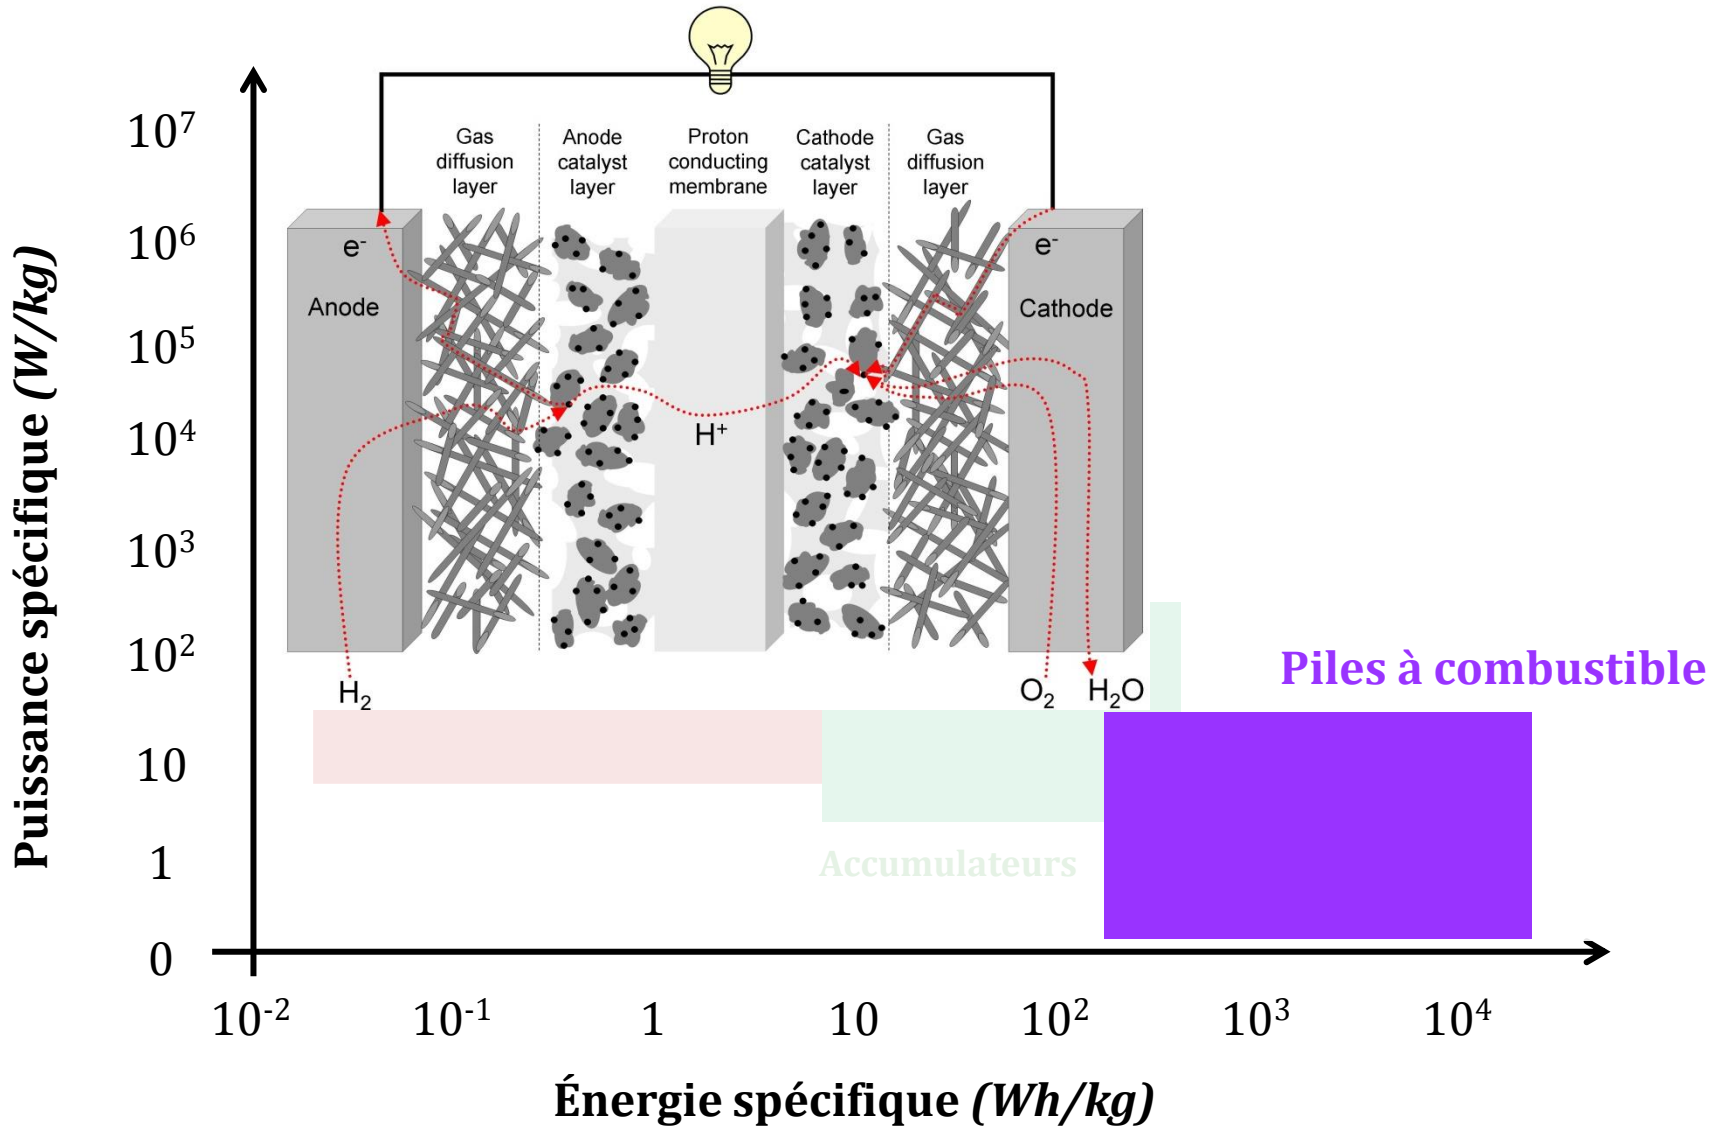 Puissance spécifique (W/kg)
10⁷
10⁶
10⁵
10⁴
10³
10²
10
1
0
Gas
diffusion
layer
Anode
catalyst
layer
Proton
conducting
membrane
Cathode
catalyst
layer
Gas
diffusion
layer
e⁻
Anode
H⁺
e⁻
Cathode
H₂
O₂
H₂O
Piles à combustible
Accumulateurs
10⁻²
10⁻¹
1
10
10²
10³
10⁴
Énergie spécifique (Wh/kg)